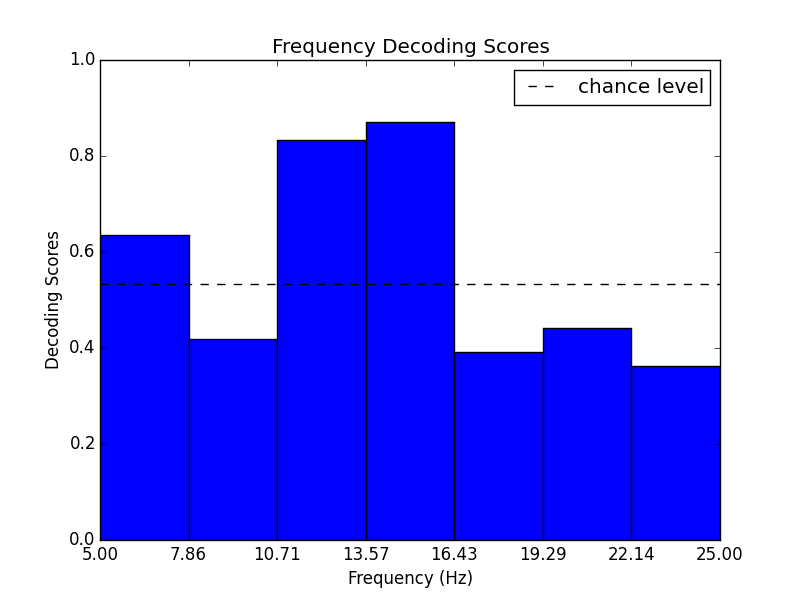 Frequency Decoding Scores
chance level
1.0
0.8
0.6
0.4
0.2
0.0
Decoding Scores
5.00 7.86 10.71 13.57 16.43 19.29 22.14 25.00
Frequency (Hz)